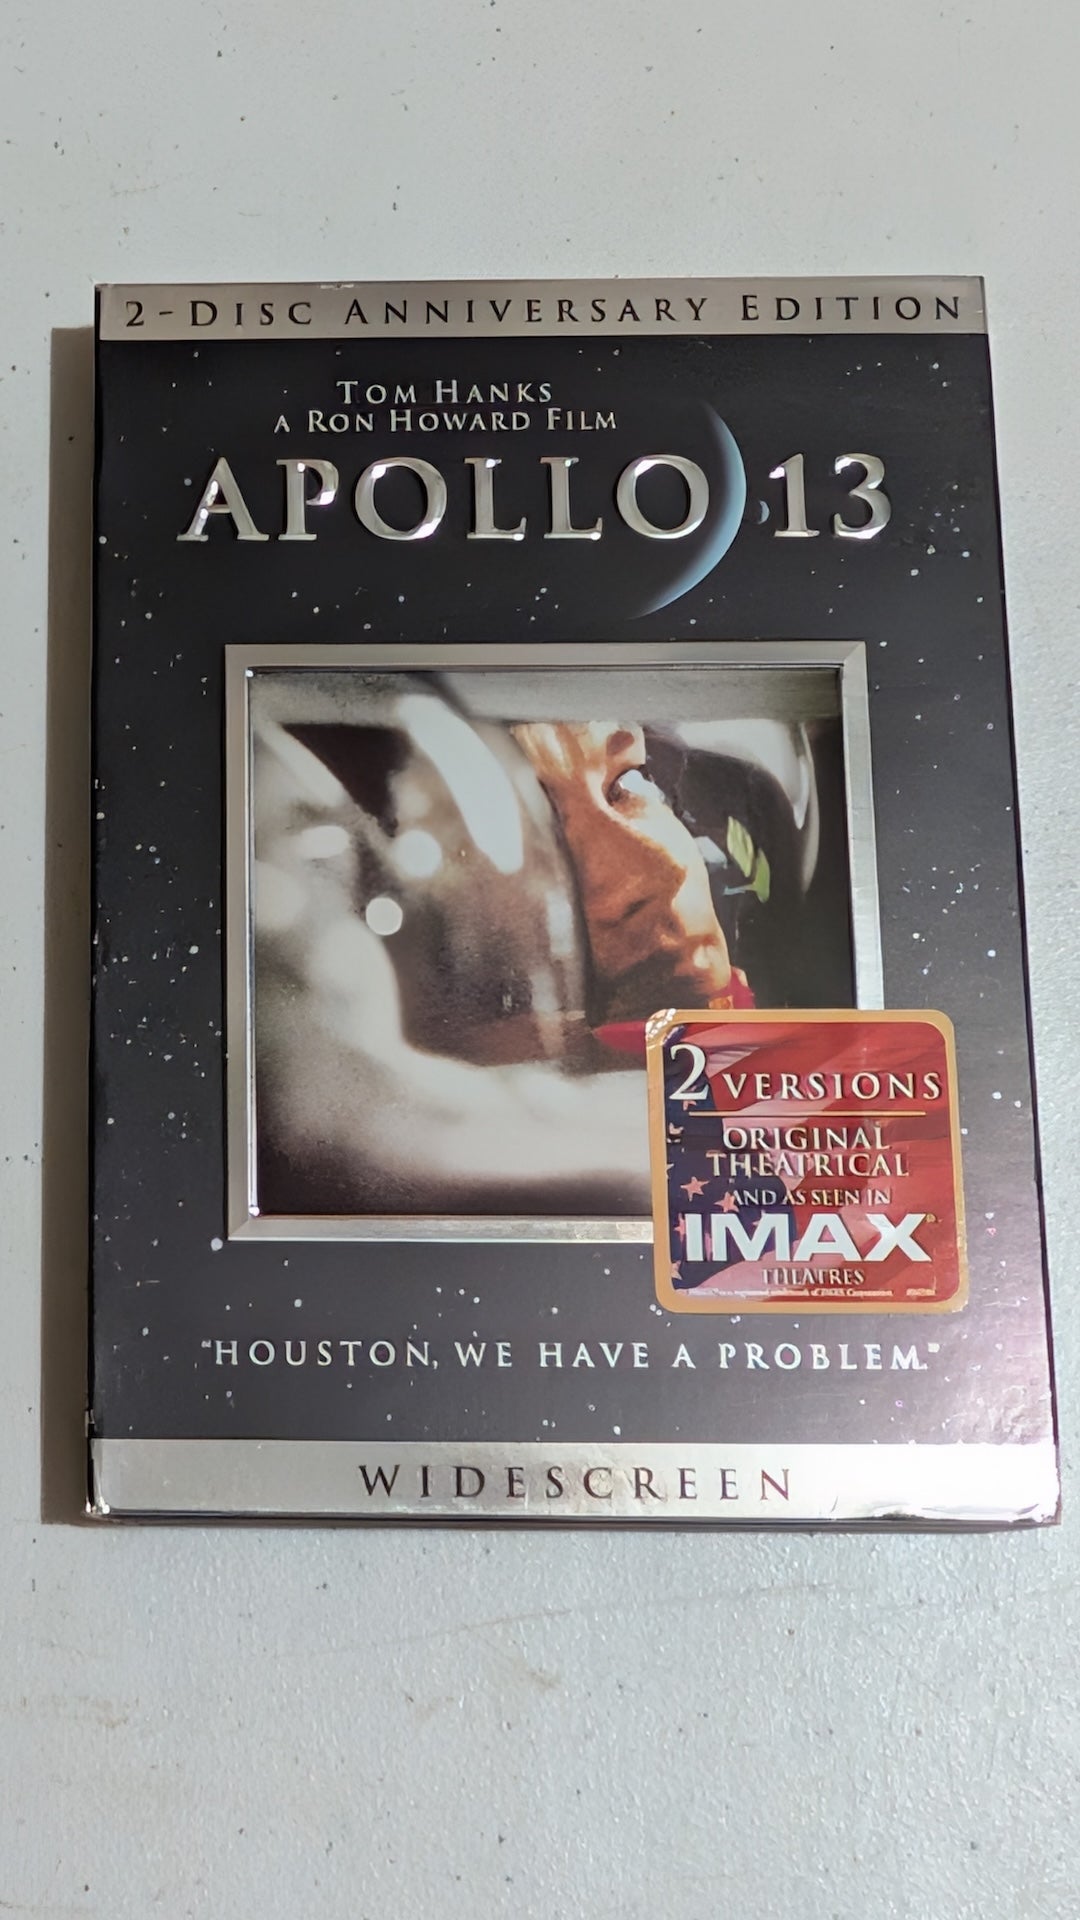 2-DISC ANNIVERSARY EDITION
TOM HANKS
A RON HOWARD FILM
APOLLO 13
2 VERSIONS
ORIGINAL
THEATRICAL
AND AS SEEN IN
IMAX®
THEATRES
"HOUSTON, WE HAVE A PROBLEM."
WIDESCREEN